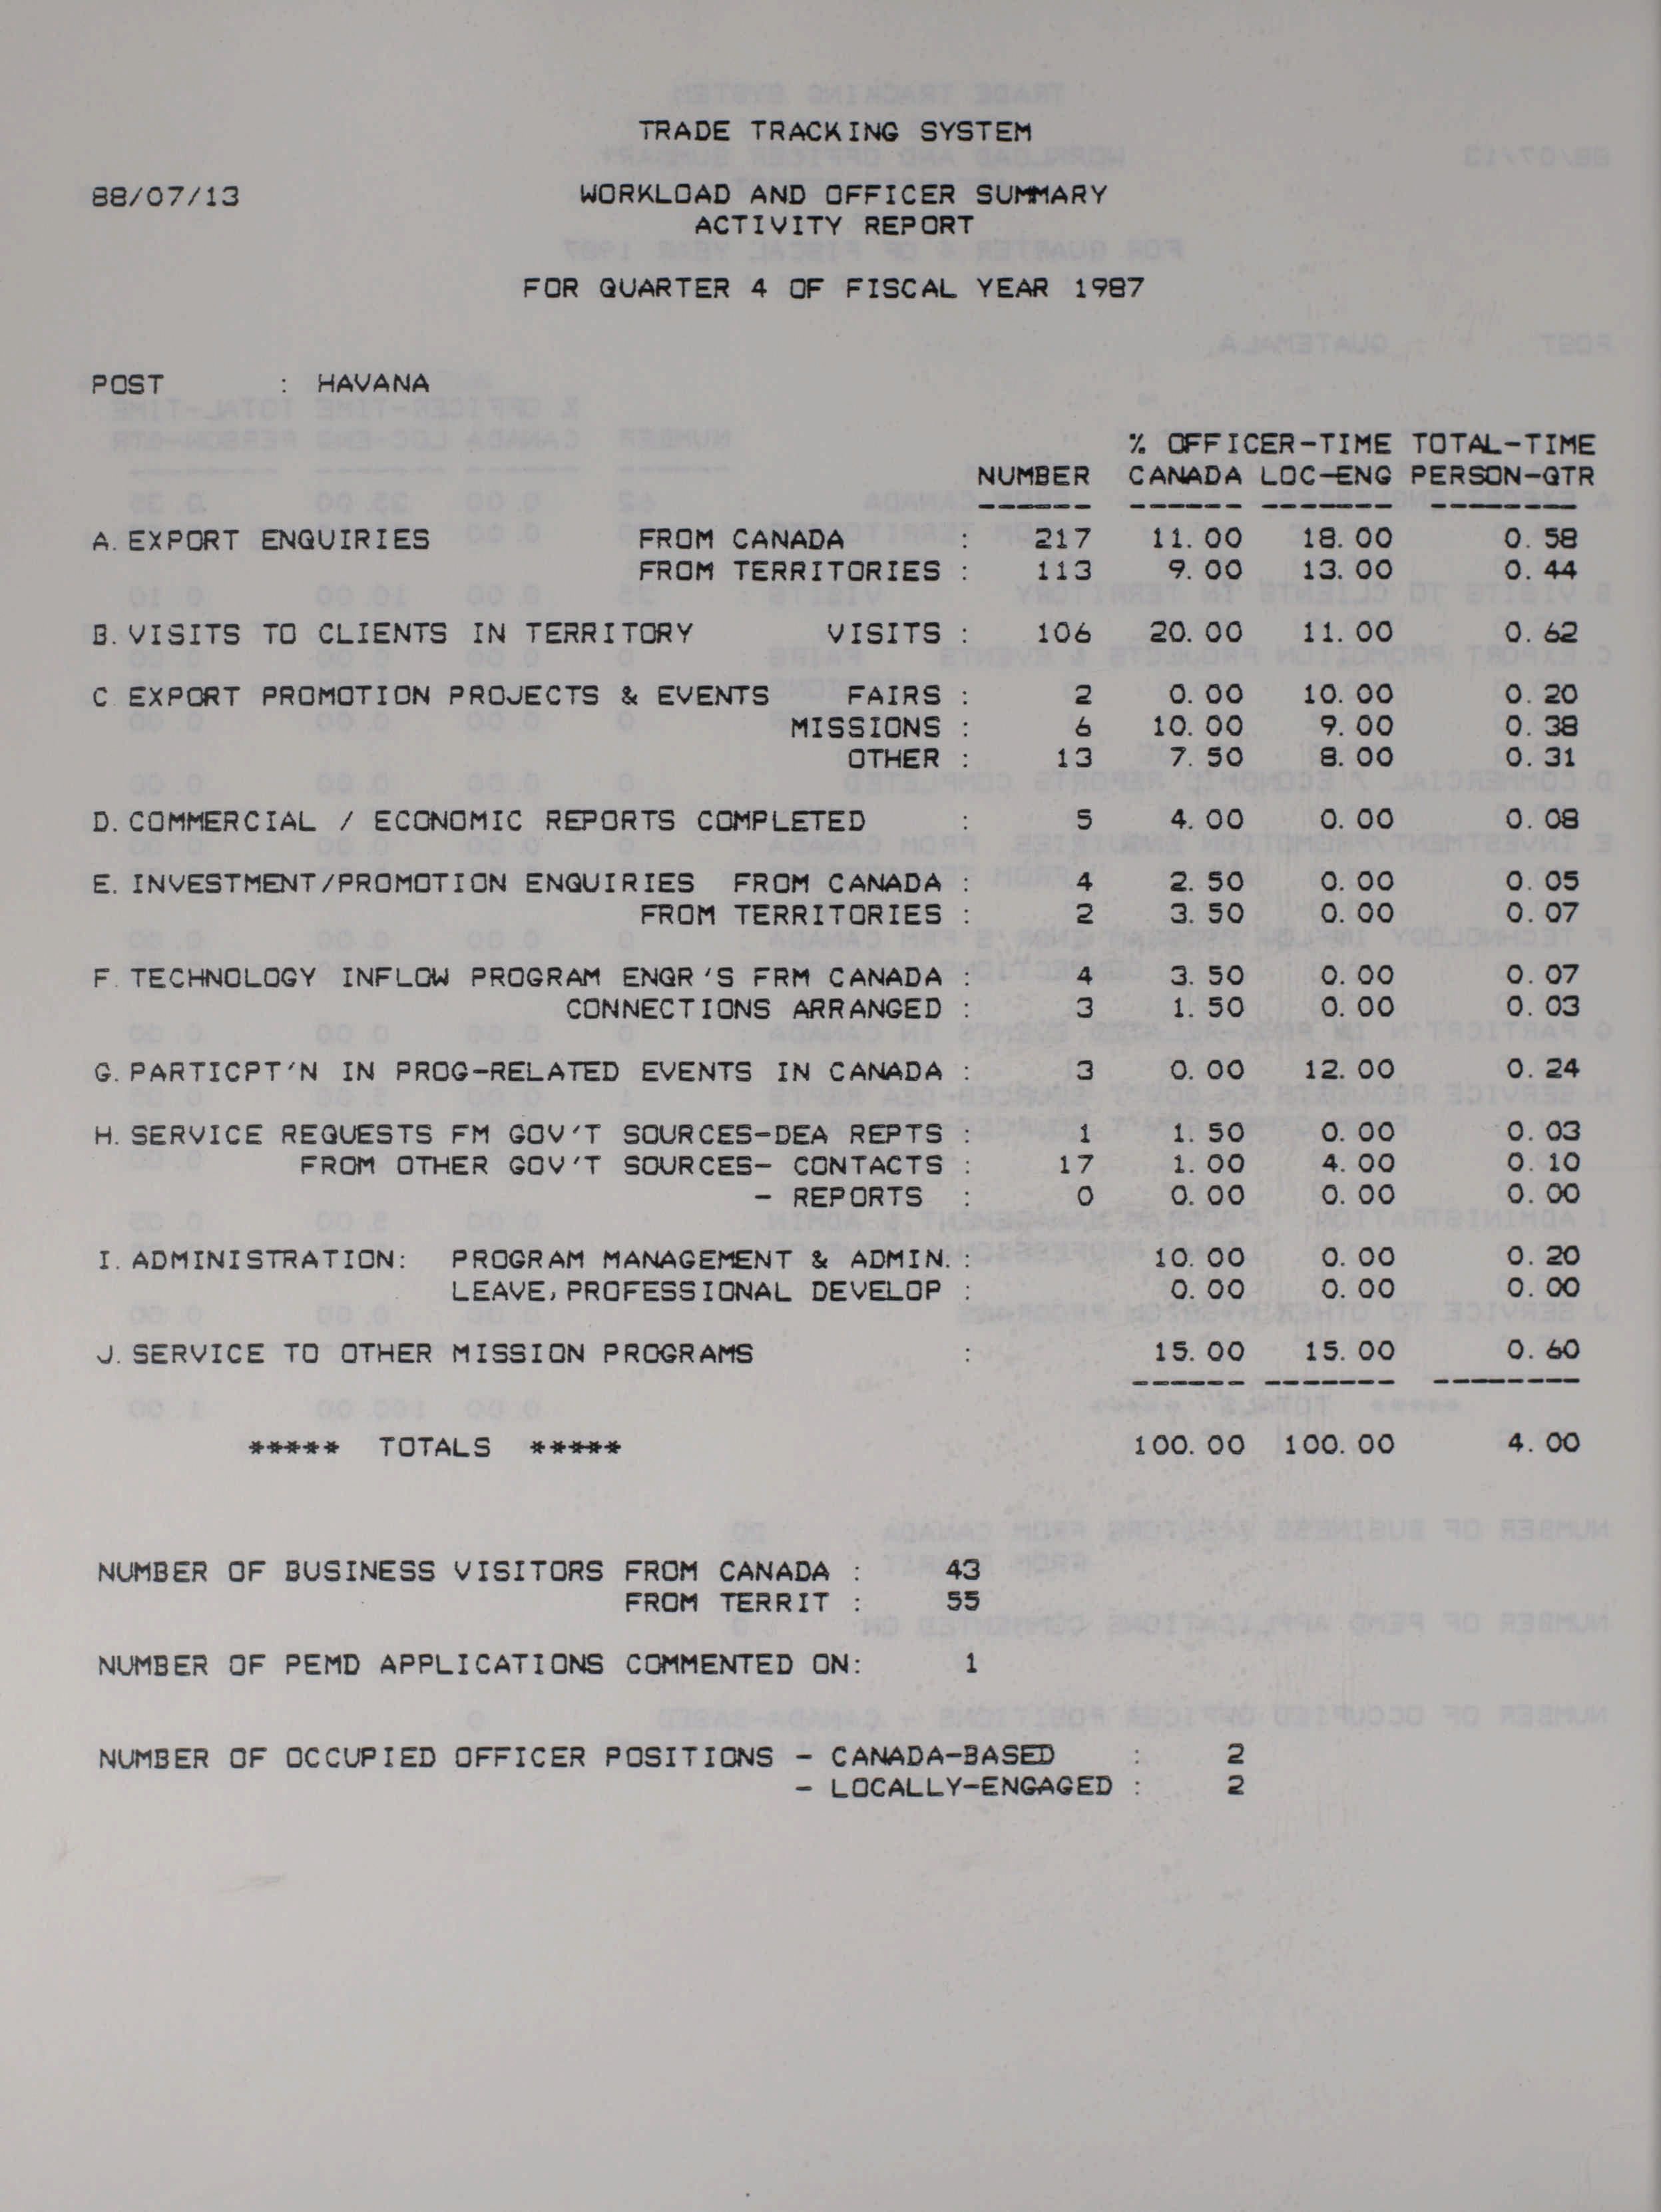 TRADE TRACKING SYSTEM
88/07/13 WORKLOAD AND OFFICER SUMMARY
ACTIVITY REPORT
FOR QUARTER 4 OF FISCAL YEAR 1987
POST : HAVANA
% OFFICER-TIME TOTAL-TIME
NUMBER CANADA LOC-ENG PERSON-QTR
------ ------ ------- --------
A. EXPORT ENQUIRIES FROM CANADA : 217 11.00 18.00 0.58
FROM TERRITORIES : 113 9.00 13.00 0.44
B. VISITS TO CLIENTS IN TERRITORY VISITS : 106 20.00 11.00 0.62
C EXPORT PROMOTION PROJECTS & EVENTS FAIRS : 2 0.00 10.00 0.20
MISSIONS : 6 10.00 9.00 0.38
OTHER : 13 7.50 8.00 0.31
D. COMMERCIAL / ECONOMIC REPORTS COMPLETED : 5 4.00 0.00 0.08
E. INVESTMENT/PROMOTION ENQUIRIES FROM CANADA : 4 2.50 0.00 0.05
FROM TERRITORIES : 2 3.50 0.00 0.07
F. TECHNOLOGY INFLOW PROGRAM ENQR'S FRM CANADA : 4 3.50 0.00 0.07
CONNECTIONS ARRANGED : 3 1.50 0.00 0.03
G. PARTICPT'N IN PROG-RELATED EVENTS IN CANADA : 3 0.00 12.00 0.24
H. SERVICE REQUESTS FM GOV'T SOURCES-DEA REPTS : 1 1.50 0.00 0.03
FROM OTHER GOV'T SOURCES- CONTACTS : 17 1.00 4.00 0.10
- REPORTS : 0 0.00 0.00 0.00
I. ADMINISTRATION: PROGRAM MANAGEMENT & ADMIN. : 10.00 0.00 0.20
LEAVE, PROFESSIONAL DEVELOP : 0.00 0.00 0.00
J. SERVICE TO OTHER MISSION PROGRAMS : 15.00 15.00 0.60
------ ------- --------
***** TOTALS ***** 100.00 100.00 4.00
NUMBER OF BUSINESS VISITORS FROM CANADA : 43
FROM TERRIT : 55
NUMBER OF PEMD APPLICATIONS COMMENTED ON: 1
NUMBER OF OCCUPIED OFFICER POSITIONS - CANADA-BASED : 2
- LOCALLY-ENGAGED : 2